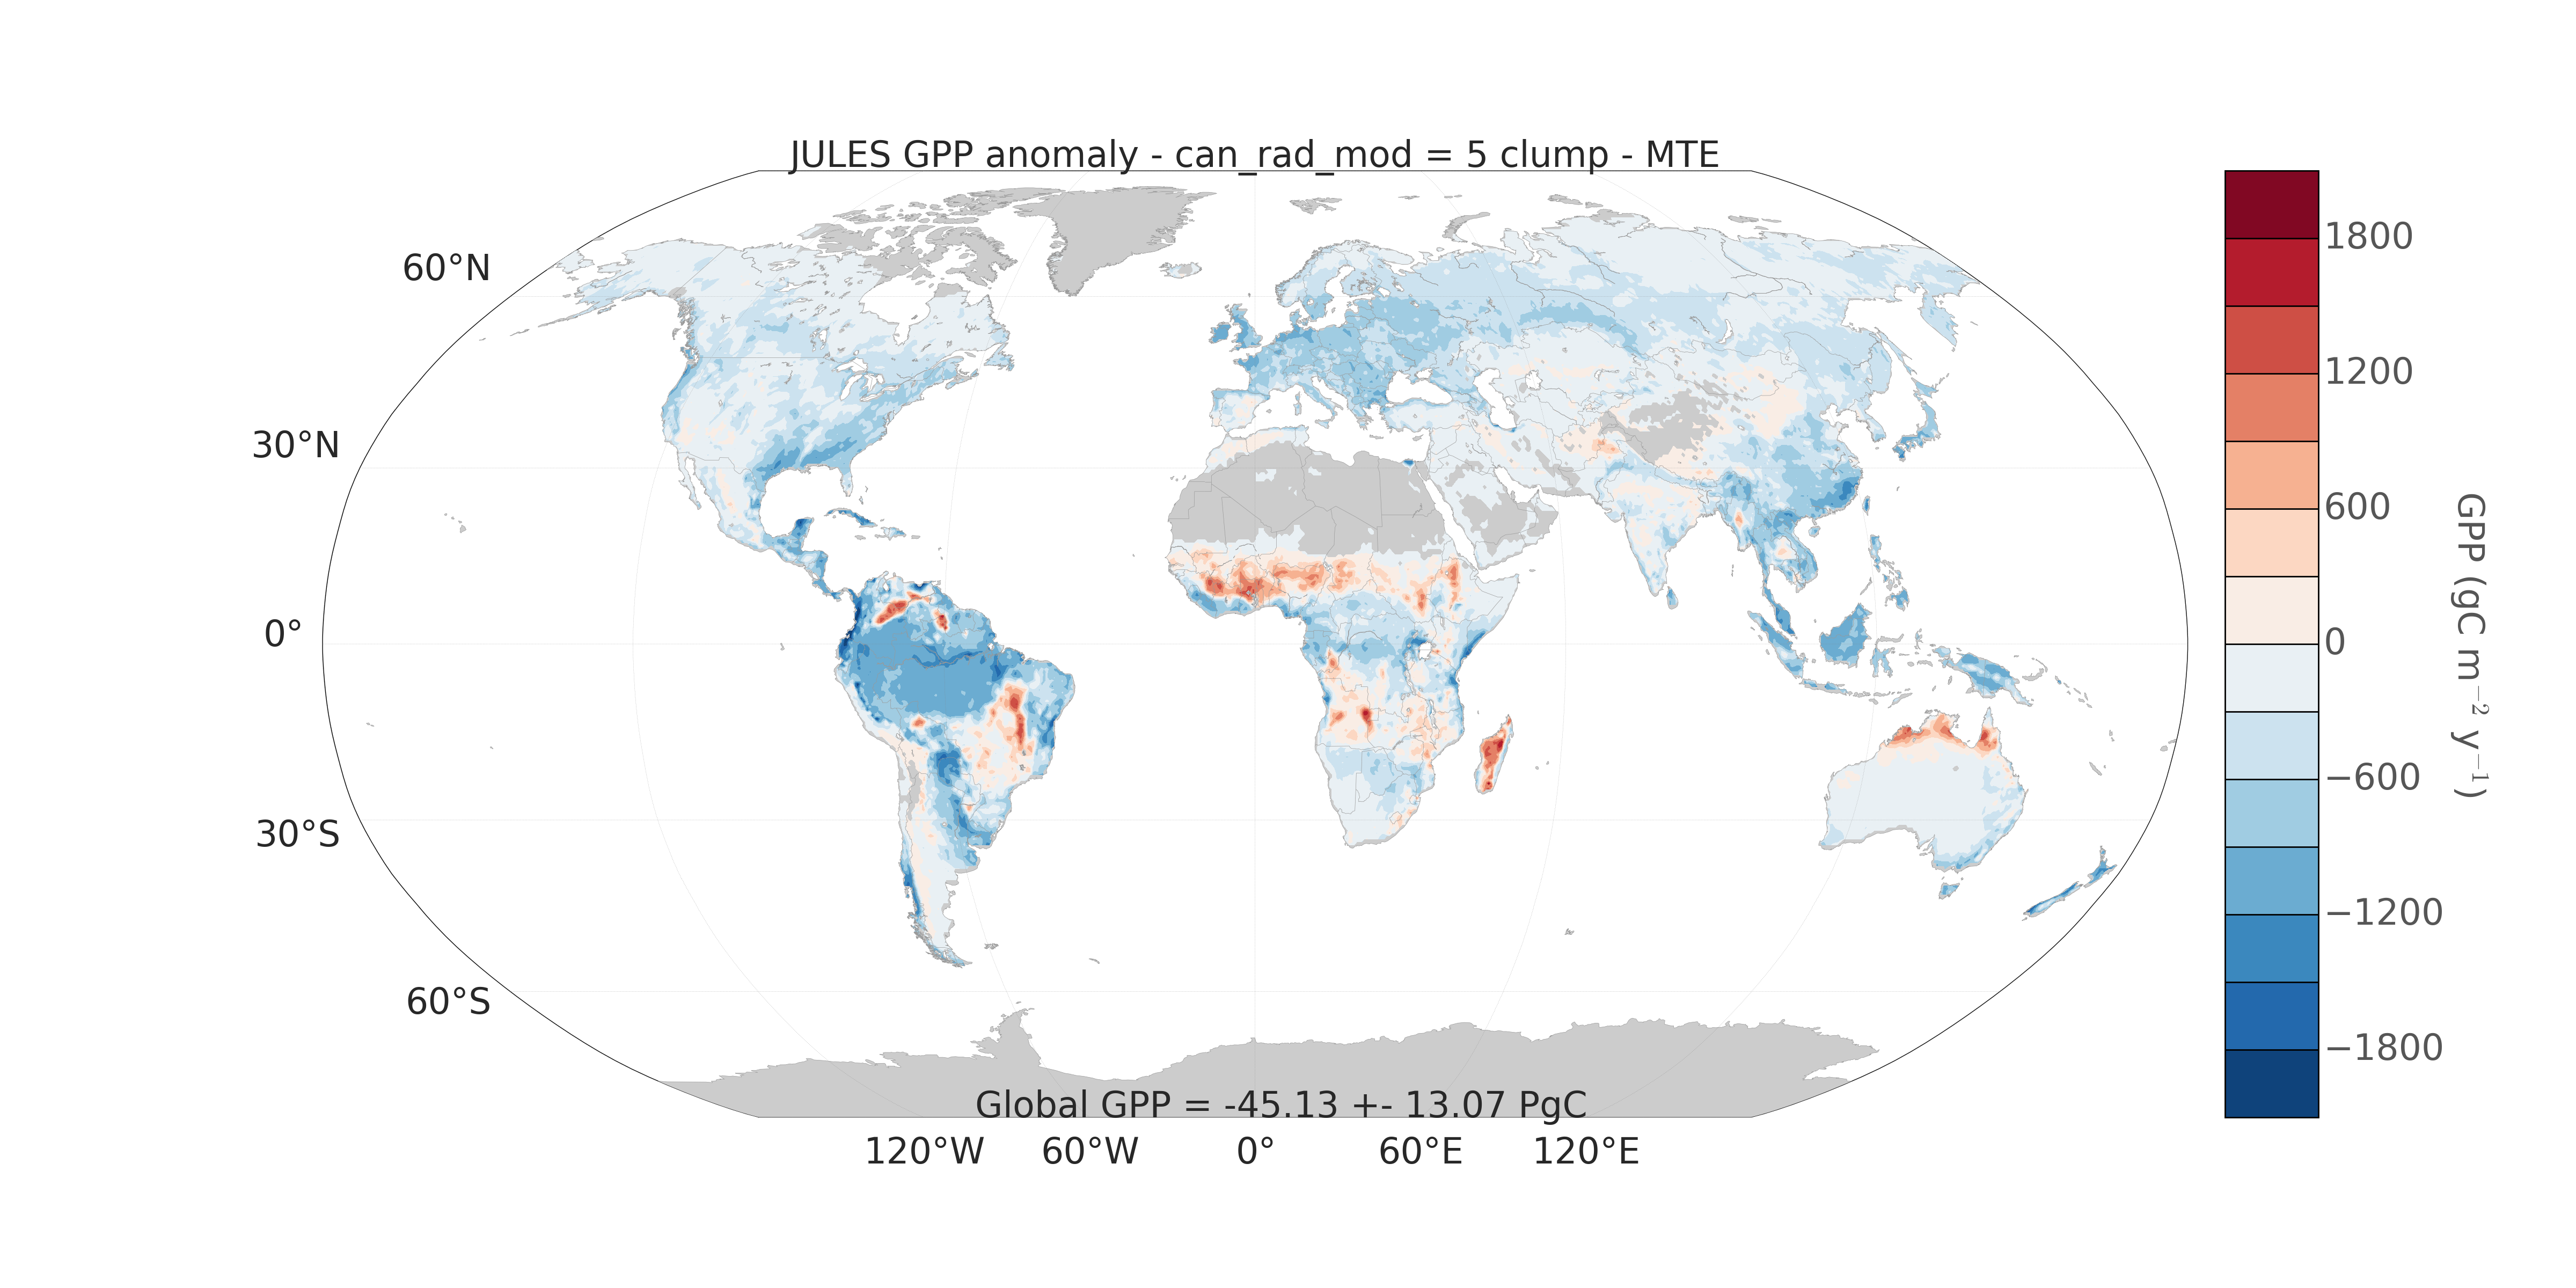 JULES GPP anomaly - can_rad_mod = 5 clump - MTE
60°N
30°N
0°
30°S
60°S
Global GPP = -45.13 +- 13.07 PgC
120°W 60°W 0° 60°E 120°E
1800
1200
600
0
−600
−1200
−1800
GPP (gC m⁻² y⁻¹)